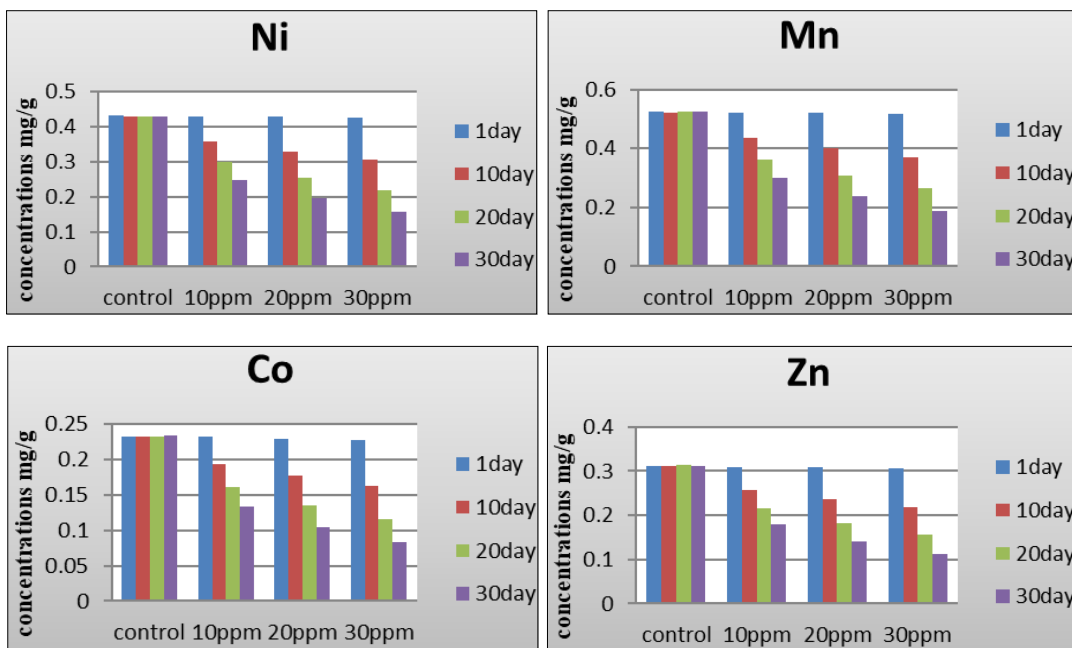 Ni
concentrations mg/g
0.5
0.4
0.3
0.2
0.1
0
control 10ppm 20ppm 30ppm
1day
10day
20day
30day
Mn
concentrations mg/g
0.6
0.4
0.2
0
control 10ppm 20ppm 30ppm
1day
10day
20day
30day
Co
concentrations mg/g
0.25
0.2
0.15
0.1
0.05
0
control 10ppm 20ppm 30ppm
1day
10day
20day
30day
Zn
concentrations mg/g
0.4
0.3
0.2
0.1
0
control 10ppm 20ppm 30ppm
1day
10day
20day
30day